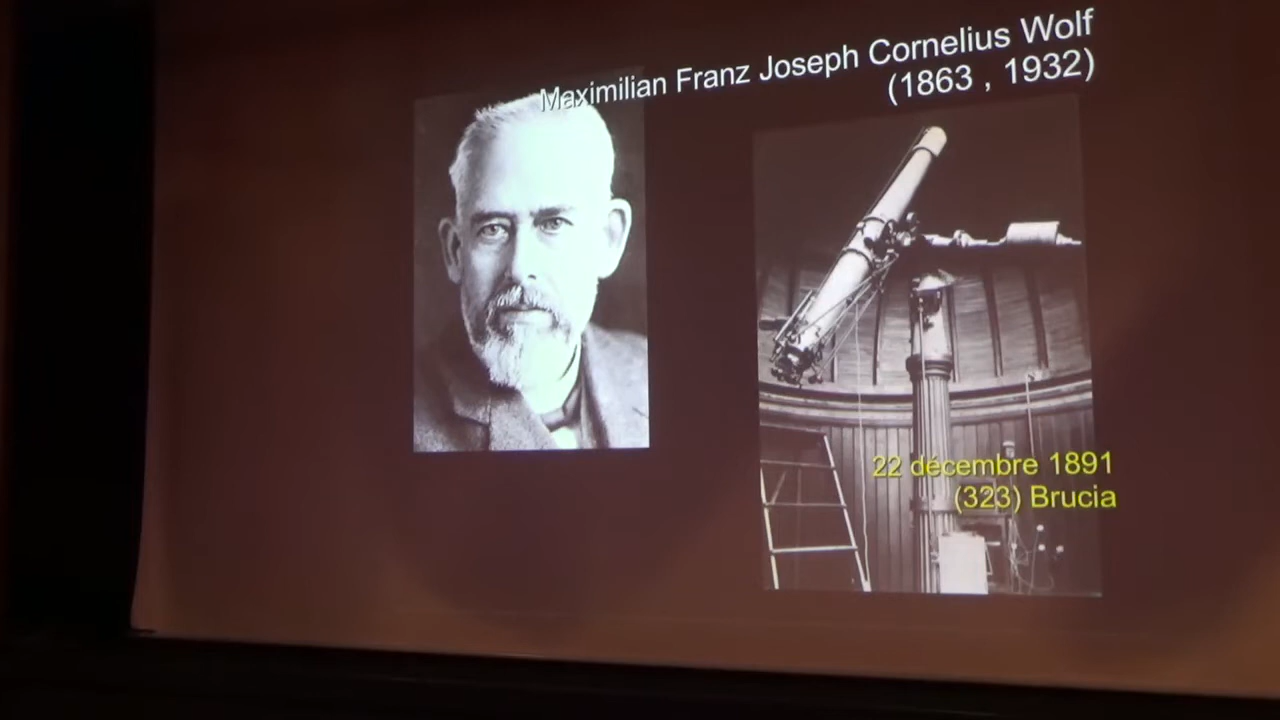 Maximilian Franz Joseph Cornelius Wolf
(1863 , 1932)
22 décembre 1891
(323) Brucia